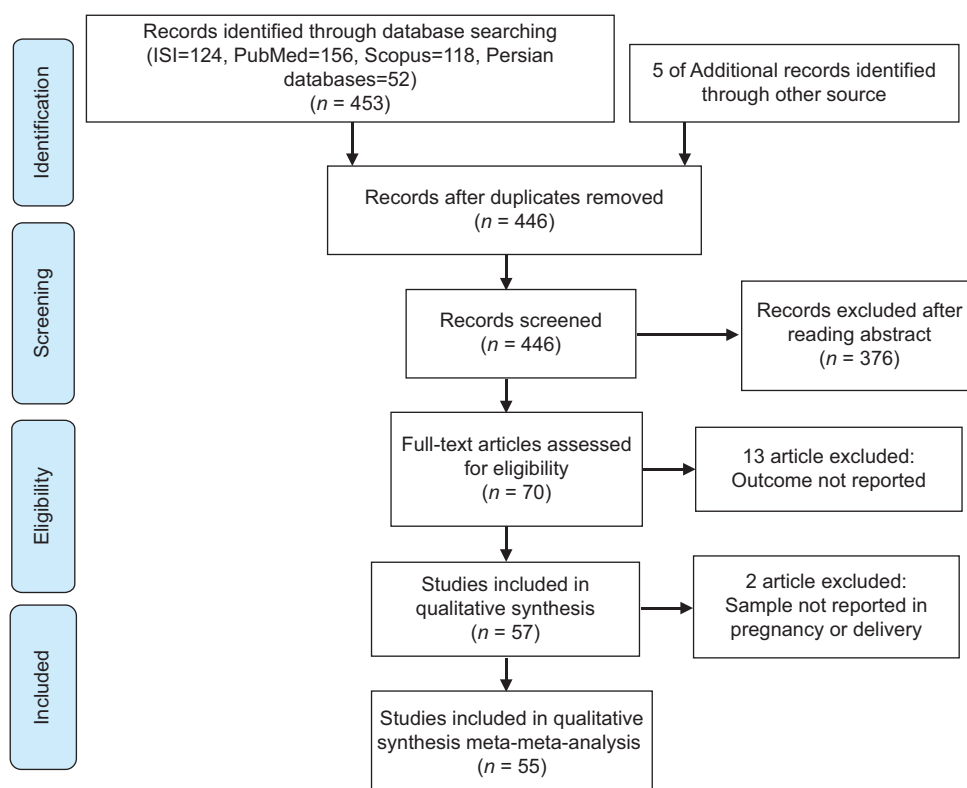 Identification
Records identified through database searching
(ISI=124, PubMed=156, Scopus=118, Persian
databases=52)
(n = 453)
5 of Additional records identified
through other source
Records after duplicates removed
(n = 446)
Screening
Records screened
(n = 446)
Records excluded after
reading abstract
(n = 376)
Eligibility
Full-text articles assessed
for eligibility
(n = 70)
13 article excluded:
Outcome not reported
Included
Studies included in
qualitative synthesis
(n = 57)
2 article excluded:
Sample not reported in
pregnancy or delivery
Studies included in qualitative
synthesis meta-meta-analysis
(n = 55)